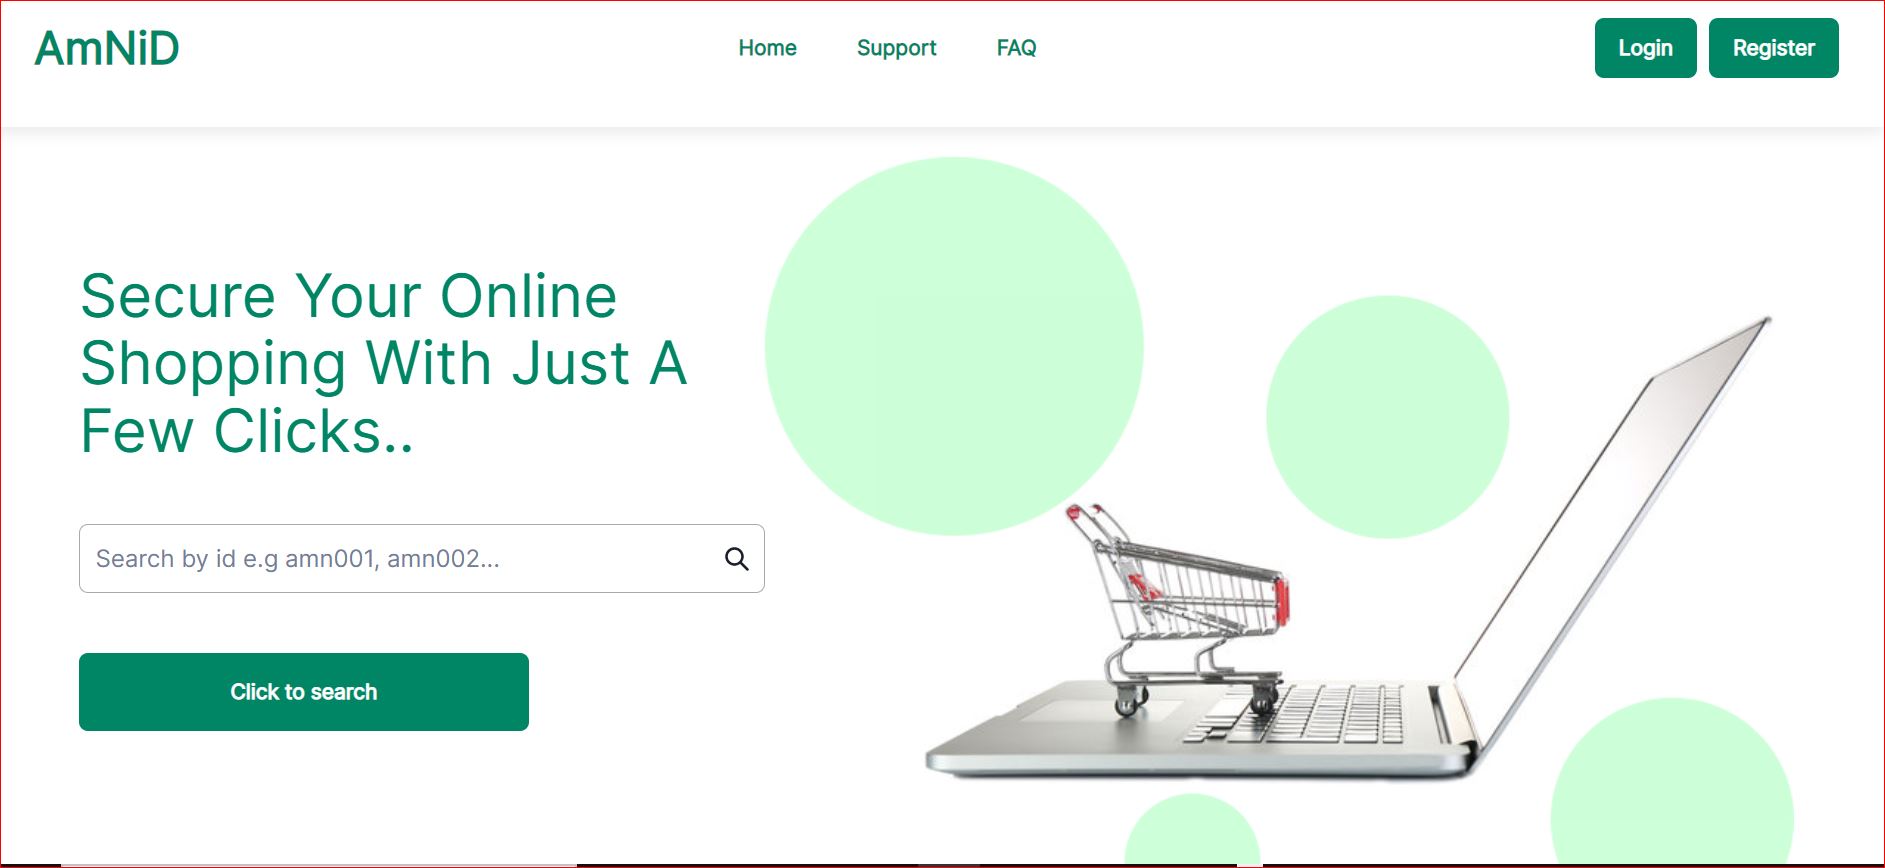 AmNiD
Home
Support
FAQ
Login
Register
Secure Your Online
Shopping With Just A
Few Clicks..
Search by id e.g amn001, amn002...
Click to search